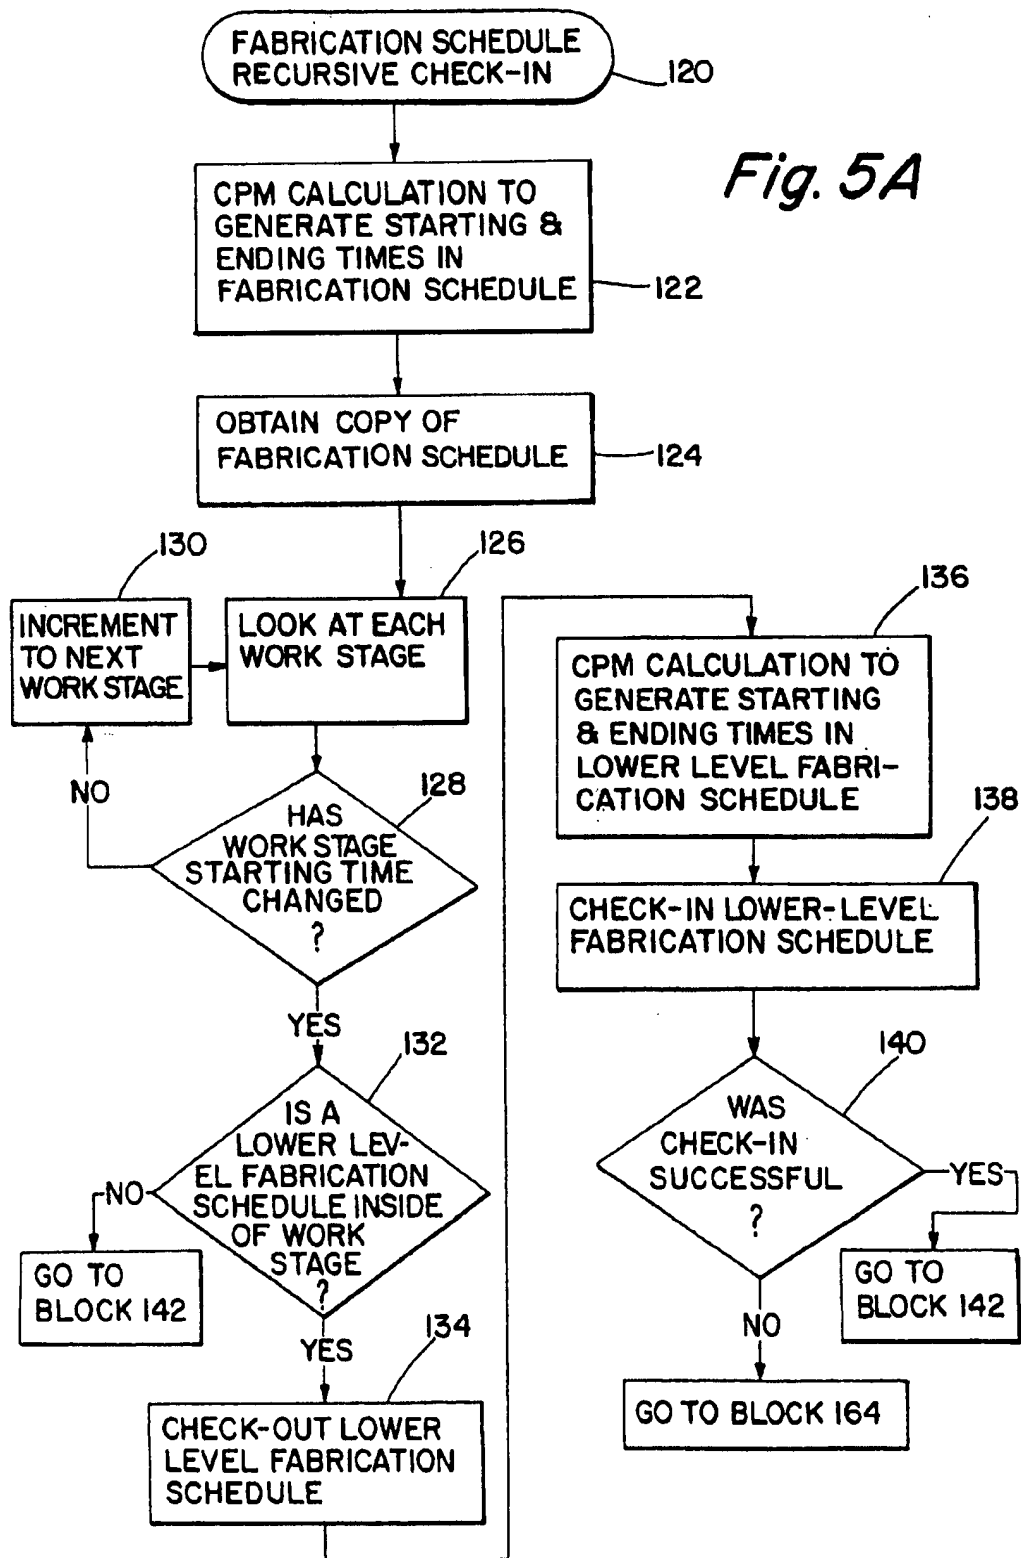 FABRICATION SCHEDULE
RECURSIVE CHECK-IN
120
Fig. 5A
CPM CALCULATION TO
GENERATE STARTING &
ENDING TIMES IN
FABRICATION SCHEDULE
122
OBTAIN COPY OF
FABRICATION SCHEDULE
124
130
INCREMENT
TO NEXT
WORK STAGE
126
LOOK AT EACH
WORK STAGE
NO
128
HAS
WORK STAGE
STARTING TIME
CHANGED
?
YES
132
IS A
LOWER LEV-
EL FABRICATION
SCHEDULE INSIDE
OF WORK
STAGE
?
NO
GO TO
BLOCK 142
YES
134
CHECK-OUT LOWER
LEVEL FABRICATION
SCHEDULE
136
CPM CALCULATION TO
GENERATE STARTING
& ENDING TIMES IN
LOWER LEVEL FABRI-
CATION SCHEDULE
138
CHECK-IN LOWER-LEVEL
FABRICATION SCHEDULE
140
WAS
CHECK-IN
SUCCESSFUL
?
YES
GO TO
BLOCK 142
NO
GO TO BLOCK 164